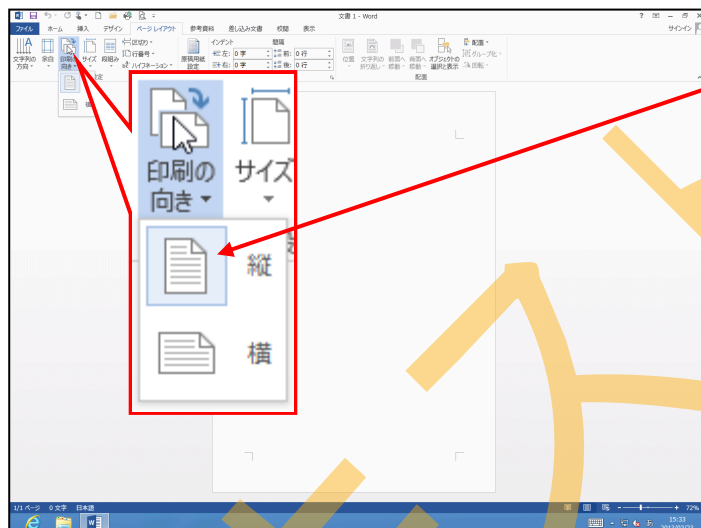 文書 1 - Word
ファイル ホーム 挿入 デザイン ページ レイアウト 参考資料 差し込み文書 校閲 表示 サインイン
文字列の方向 余白 印刷の向き サイズ 段組み
区切り
行番号
ハイフネーション
原稿用紙設定
インデント 間隔
左: 0 字 前: 0 行
右: 0 字 後: 0 行
位置 文字列の折り返し 前面へ移動 背面へ移動 オブジェクトの選択と表示
配置
グループ化
回転
配置
横
印刷の向き
サイズ
縦
横
1/1 ページ 0 文字 日本語
72%
15:33